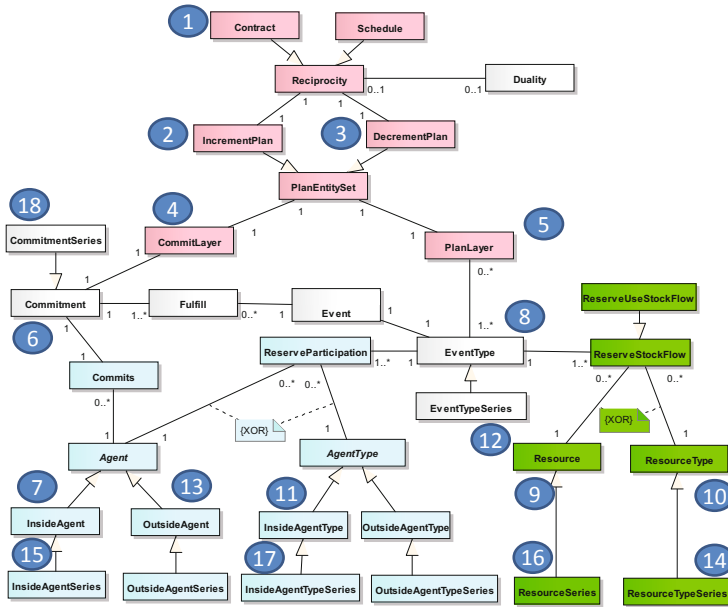 1
Contract
Schedule
Reciprocity
Duality
0..1
0..1
1
1
2
3
1
1
IncrementPlan
DecrementPlan
PlanEntitySet
1
1
18
4
5
CommitmentSeries
CommitLayer
1
1
PlanLayer
1
0..*
Commitment
Fulfill
Event
ReserveUseStockFlow
1
1..*
0..*
1
1
1..*
8
6
1
1
ReserveParticipation
EventType
ReserveStockFlow
1..*
1
1
1..*
Commits
0..*
0..*
0..*
0..*
0..*
EventTypeSeries
{XOR}
{XOR}
12
1
1
1
1
Agent
AgentType
Resource
ResourceType
7
13
11
9
10
InsideAgent
OutsideAgent
InsideAgentType
OutsideAgentType
15
17
16
14
InsideAgentSeries
OutsideAgentSeries
InsideAgentTypeSeries
OutsideAgentTypeSeries
ResourceSeries
ResourceTypeSeries